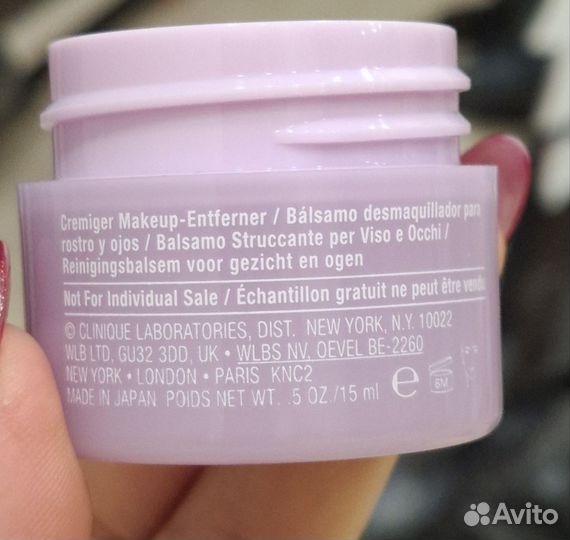 Cremiger Makeup-Entferner / Bálsamo desmaquillador para
rostro y ojos / Balsamo Struccante per Viso e Occhi /
Reinigingsbalsem voor gezicht en ogen
Not For Individual Sale / Échantillon gratuit ne peut être vendu
© CLINIQUE LABORATORIES, DIST. NEW YORK, N.Y. 10022
WLB LTD, GU32 3DD, UK • WLBS NV, OEVEL BE-2260
NEW YORK • LONDON • PARIS KNC2
MADE IN JAPAN POIDS NET WT. .5 OZ./15 ml e 6M
Avito